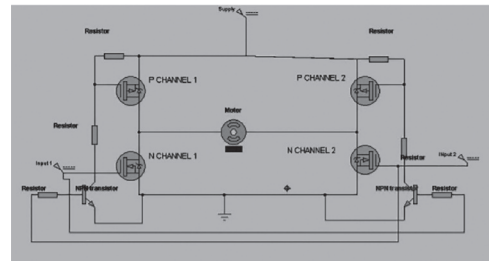 Supply
Resistor
Resistor
P CHANNEL 1
P CHANNEL 2
Motor
Resistor
N CHANNEL 1
N CHANNEL 2
Input 1
Input 2
Resistor
Resistor
NPN transistor
NPN transistor
Resistor